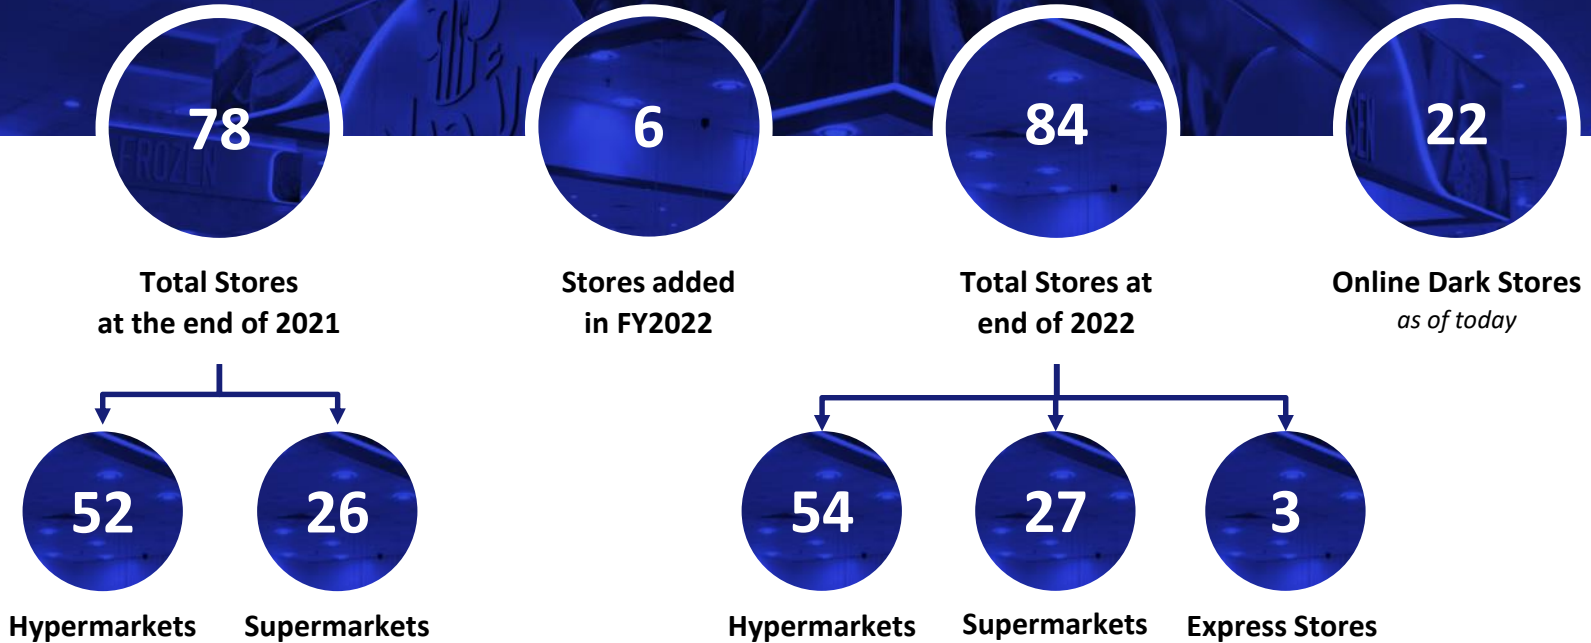 78
6
84
22
FROZEN
Total Stores
at the end of 2021
Stores added
in FY2022
Total Stores at
end of 2022
Online Dark Stores
as of today
52
26
54
27
3
Hypermarkets
Supermarkets
Hypermarkets
Supermarkets
Express Stores